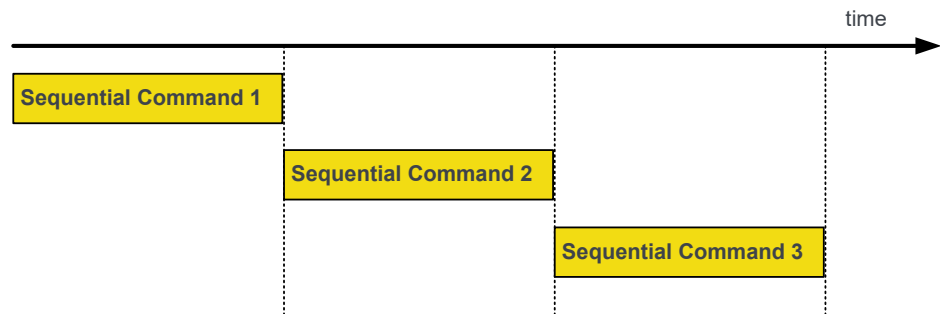 time
Sequential Command 1
Sequential Command 2
Sequential Command 3